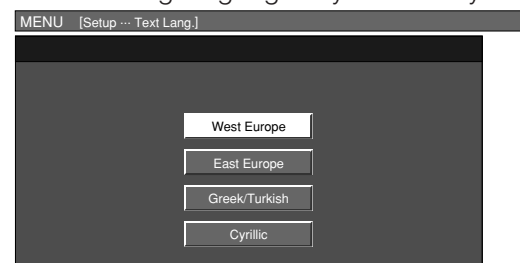 MENU [Setup ··· Text Lang.]
West Europe
East Europe
Greek/Turkish
Cyrillic